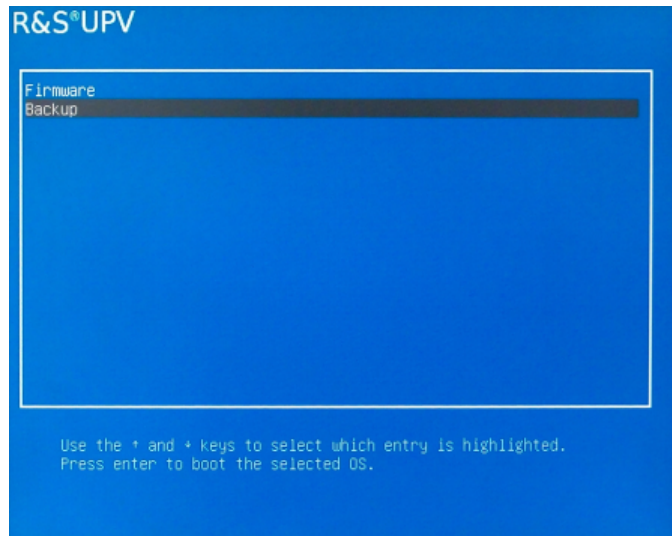 R&S®UPV
Firmware
Backup
Use the ↑ and ↓ keys to select which entry is highlighted.
Press enter to boot the selected OS.